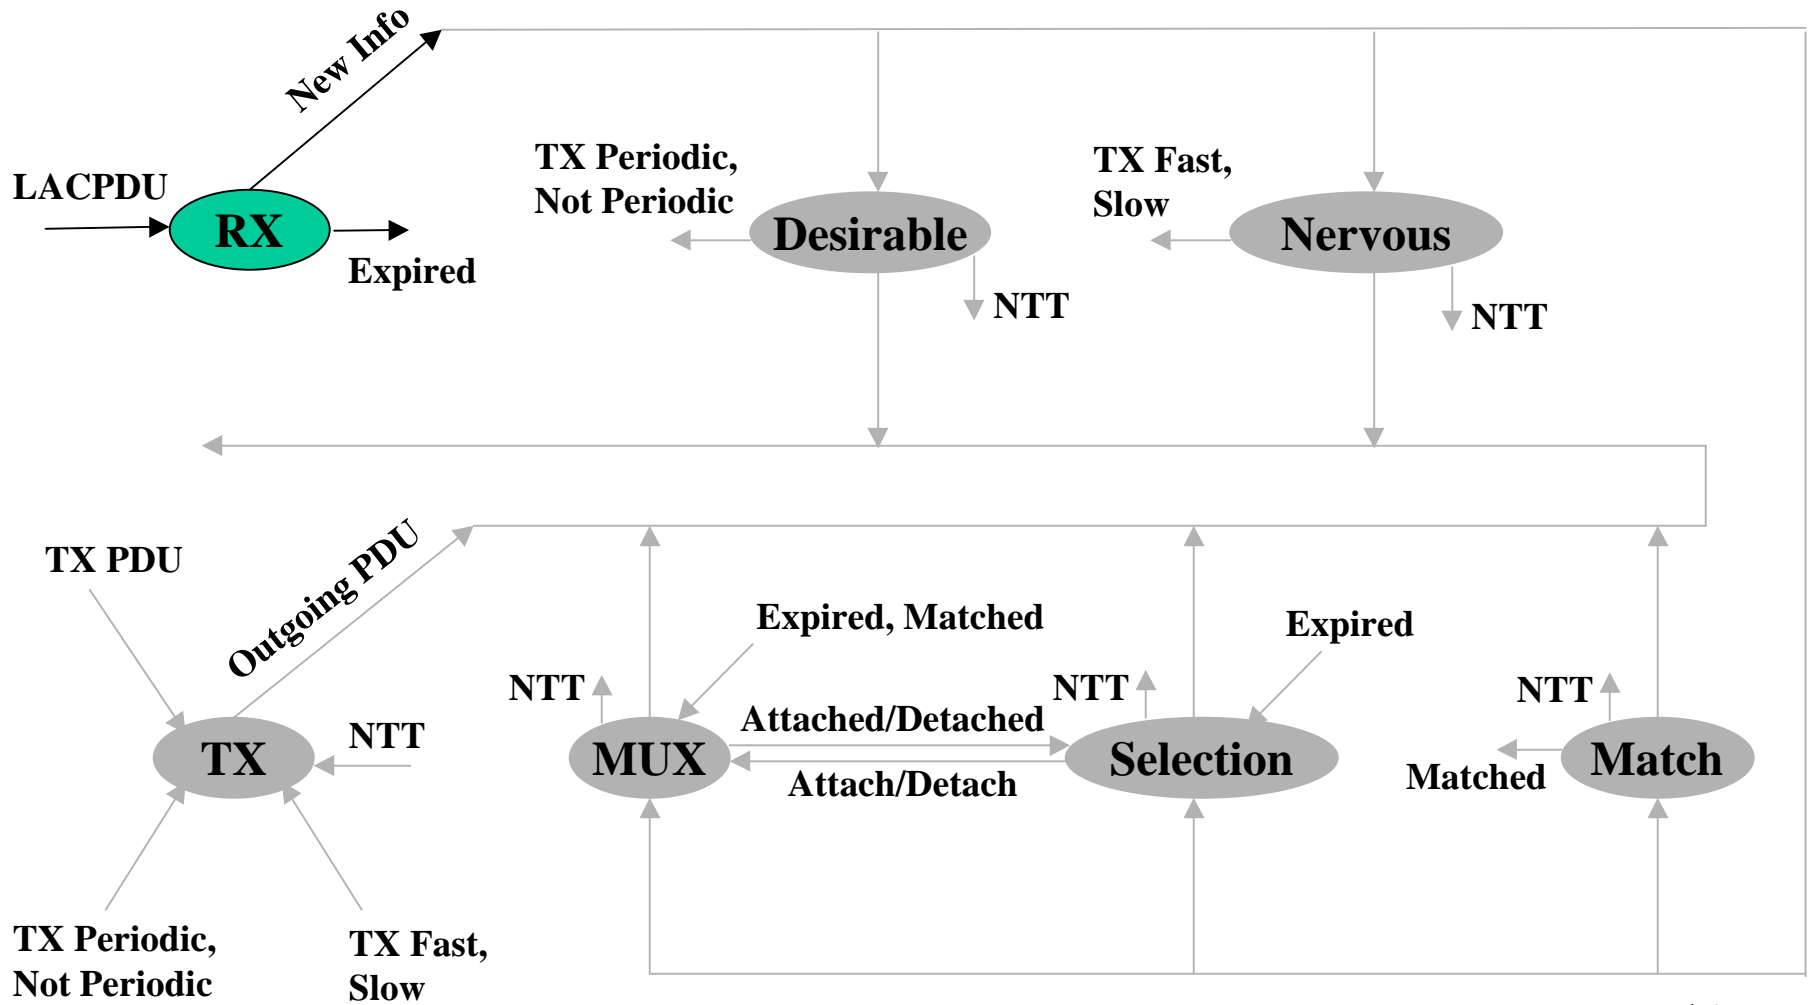 New Info
LACPDU
RX
Expired
TX Periodic,
Not Periodic
Desirable
NTT
TX Fast,
Slow
Nervous
NTT
TX PDU
Outgoing PDU
TX
NTT
TX Periodic,
Not Periodic
TX Fast,
Slow
Expired, Matched
NTT
MUX
Attached/Detached
Attach/Detach
Expired
NTT
Selection
NTT
Matched
Match